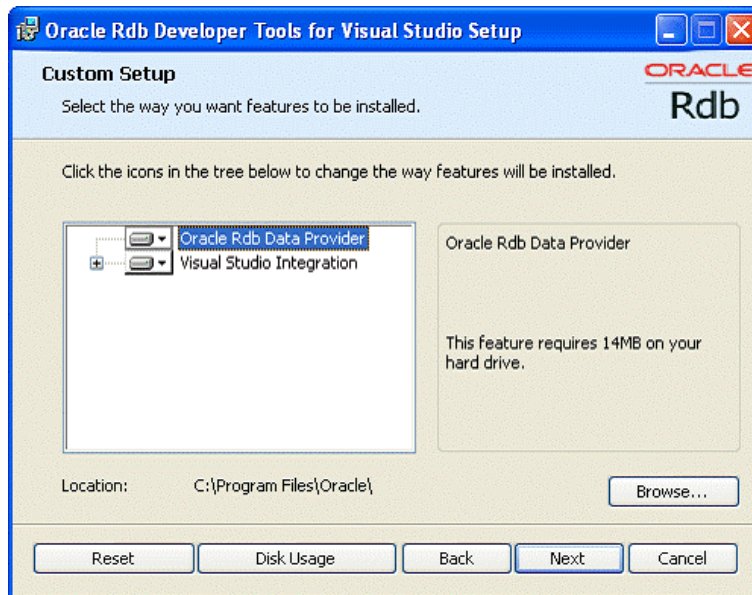 Oracle Rdb Developer Tools for Visual Studio Setup
Custom Setup
Select the way you want features to be installed.
ORACLE
Rdb
Click the icons in the tree below to change the way features will be installed.
Oracle Rdb Data Provider
Visual Studio Integration
Oracle Rdb Data Provider
This feature requires 14MB on your
hard drive.
Location: C:\Program Files\Oracle\
Browse...
Reset Disk Usage Back Next Cancel